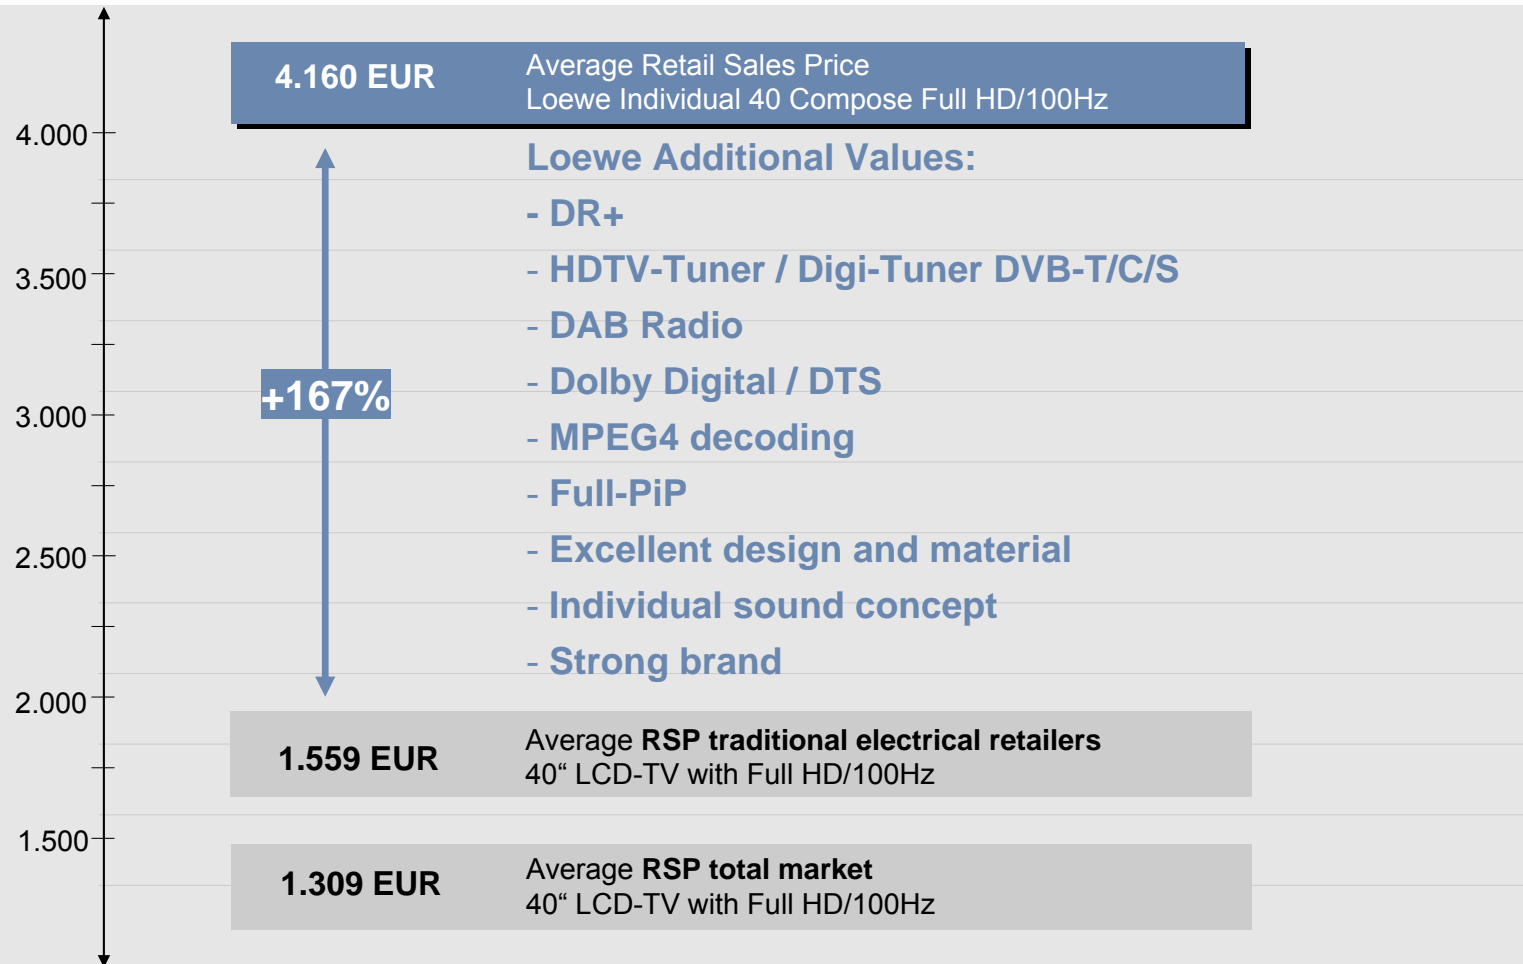 4.160 EUR
Average Retail Sales Price
Loewe Individual 40 Compose Full HD/100Hz
4.000
Loewe Additional Values:
- DR+
3.500
- HDTV-Tuner / Digi-Tuner DVB-T/C/S
- DAB Radio
+167%
- Dolby Digital / DTS
3.000
- MPEG4 decoding
- Full-PiP
2.500
- Excellent design and material
- Individual sound concept
- Strong brand
2.000
1.559 EUR
Average RSP traditional electrical retailers
40“ LCD-TV with Full HD/100Hz
1.500
1.309 EUR
Average RSP total market
40“ LCD-TV with Full HD/100Hz